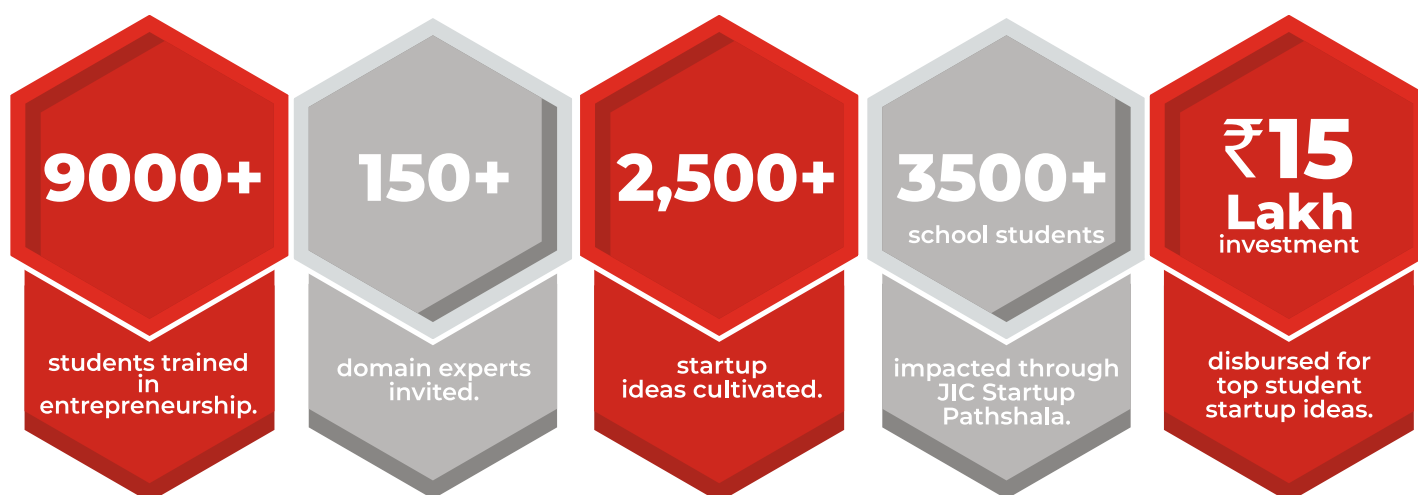 9000+
students trained
in
entrepreneurship.
150+
domain experts
invited.
2,500+
startup
ideas cultivated.
3500+
school students
impacted through
JIC Startup
Pathshala.
₹15
Lakh
investment
disbursed for
top student
startup ideas.